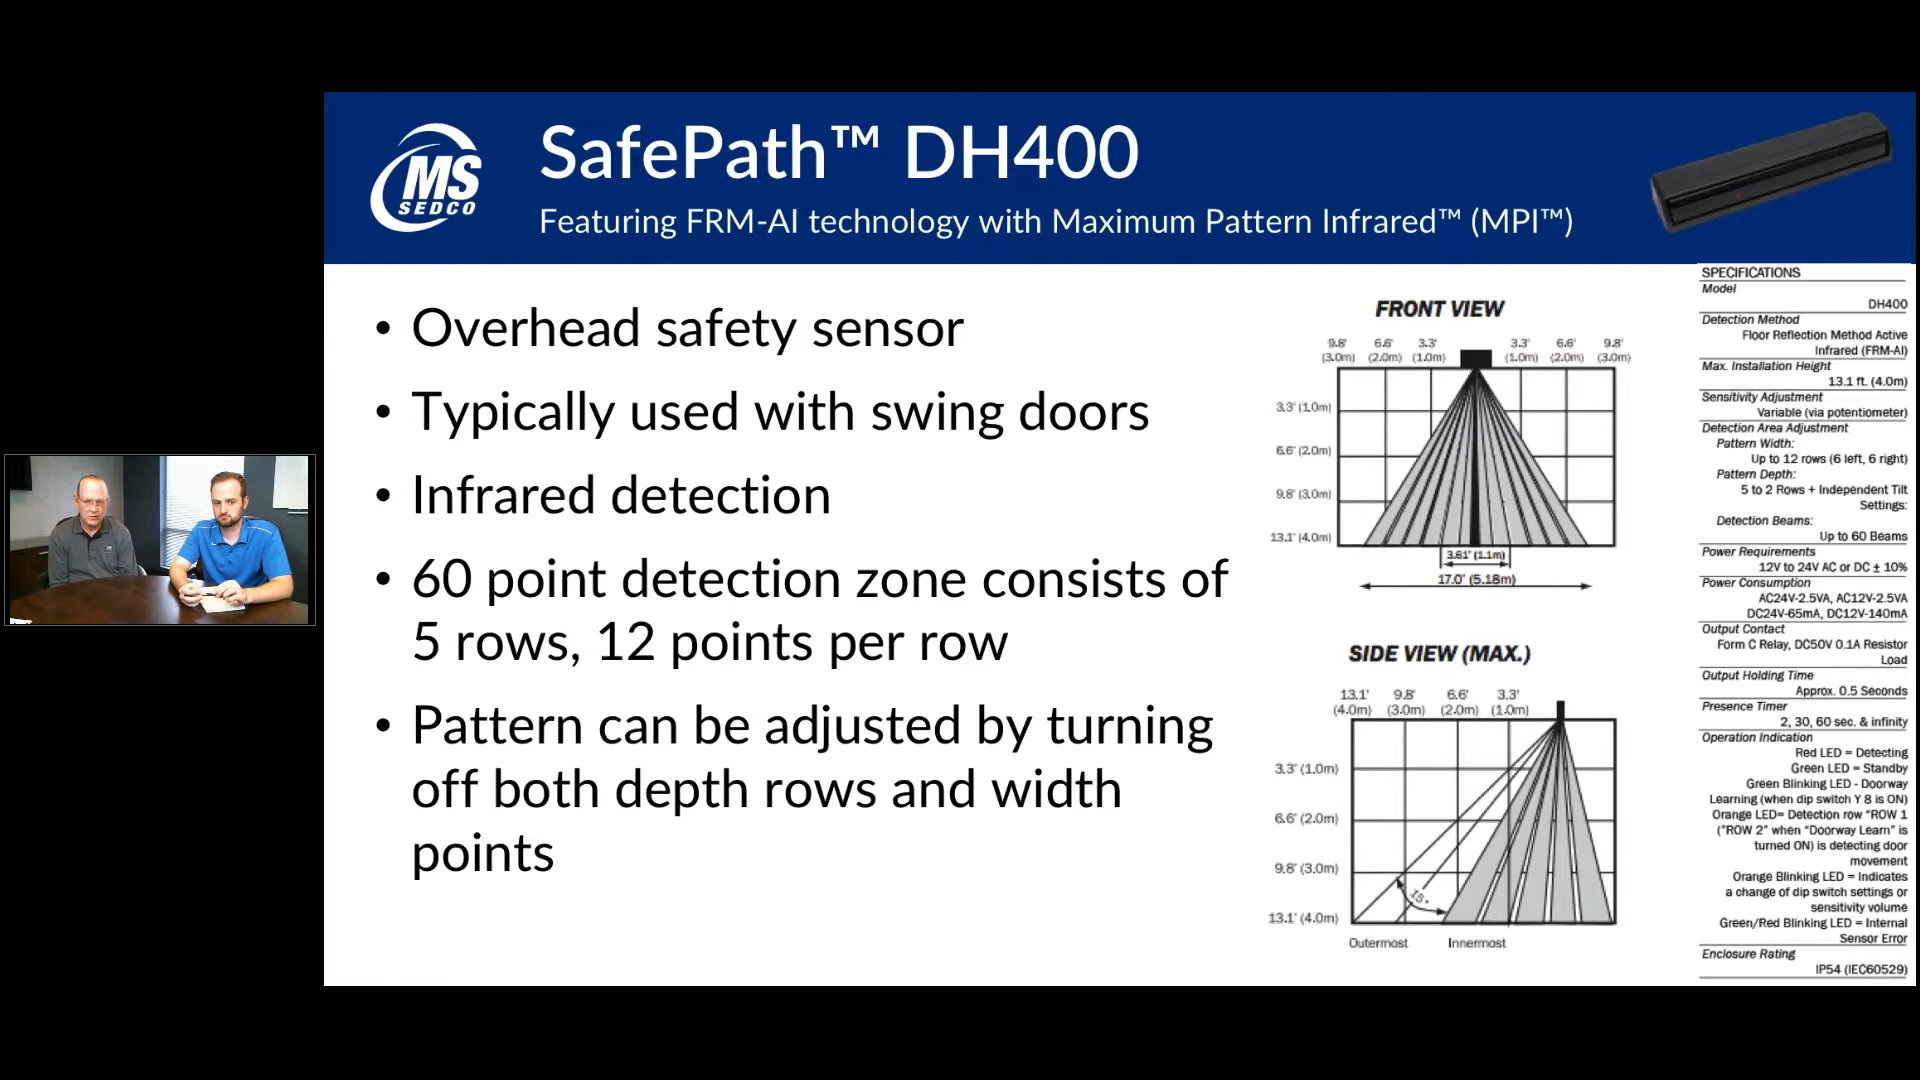 MS
SEDCO
SafePath™ DH400
Featuring FRM-AI technology with Maximum Pattern Infrared™ (MPI™)
• Overhead safety sensor
• Typically used with swing doors
• Infrared detection
• 60 point detection zone consists of
5 rows, 12 points per row
• Pattern can be adjusted by turning
off both depth rows and width
points
FRONT VIEW
9.8' 6.6' 3.3' 3.3' 6.6' 9.8'
(3.0m) (2.0m) (1.0m) (1.0m) (2.0m) (3.0m)
3.3' (1.0m)
6.6' (2.0m)
9.8' (3.0m)
13.1' (4.0m)
3.61' (1.1m)
17.0' (5.18m)
SIDE VIEW (MAX.)
13.1' 9.8' 6.6' 3.3'
(4.0m) (3.0m) (2.0m) (1.0m)
3.3' (1.0m)
6.6' (2.0m)
9.8' (3.0m)
15°
13.1' (4.0m)
Outermost Innermost
SPECIFICATIONS
Model
DH400
Detection Method
Floor Reflection Method Active
Infrared (FRM-AI)
Max. Installation Height
13.1 ft. (4.0m)
Sensitivity Adjustment
Variable (via potentiometer)
Detection Area Adjustment
Pattern Width:
Up to 12 rows (6 left, 6 right)
Pattern Depth:
5 to 2 Rows + Independent Tilt
Settings:
Detection Beams:
Up to 60 Beams
Power Requirements
12V to 24V AC or DC ± 10%
Power Consumption
AC24V-2.5VA, AC12V-2.5VA
DC24V-65mA, DC12V-140mA
Output Contact
Form C Relay, DC50V 0.1A Resistor
Load
Output Holding Time
Approx. 0.5 Seconds
Presence Timer
2, 30, 60 sec. & infinity
Operation Indication
Red LED = Detecting
Green LED = Standby
Green Blinking LED - Doorway
Learning (when dip switch Y 8 is ON)
Orange LED= Detection row "ROW 1
("ROW 2" when "Doorway Learn" is
turned ON) is detecting door
movement
Orange Blinking LED = Indicates
a change of dip switch settings or
sensitivity volume
Green/Red Blinking LED = Internal
Sensor Error
Enclosure Rating
IP54 (IEC60529)